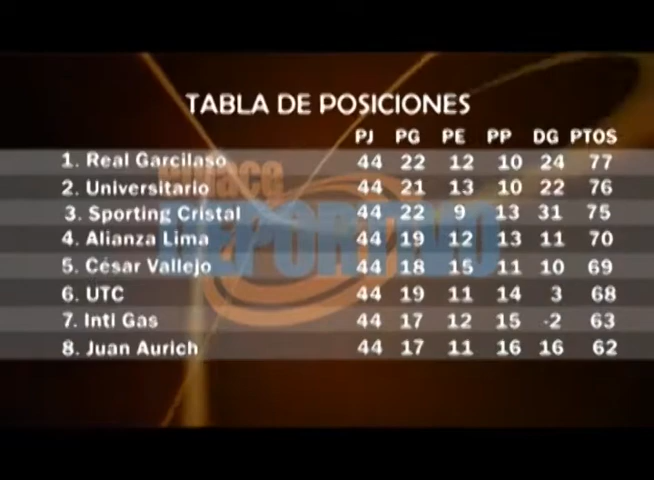 TABLA DE POSICIONES
PJ PG PE PP DG PTOS
1. Real Garcilaso 44 22 12 10 24 77
2. Universitario 44 21 13 10 22 76
3. Sporting Cristal 44 22 9 13 31 75
4. Alianza Lima 44 19 12 13 11 70
5. César Vallejo 44 18 15 11 10 69
6. UTC 44 19 11 14 3 68
7. Inti Gas 44 17 12 15 -2 63
8. Juan Aurich 44 17 11 16 16 62
enlace
DEPORTIVO